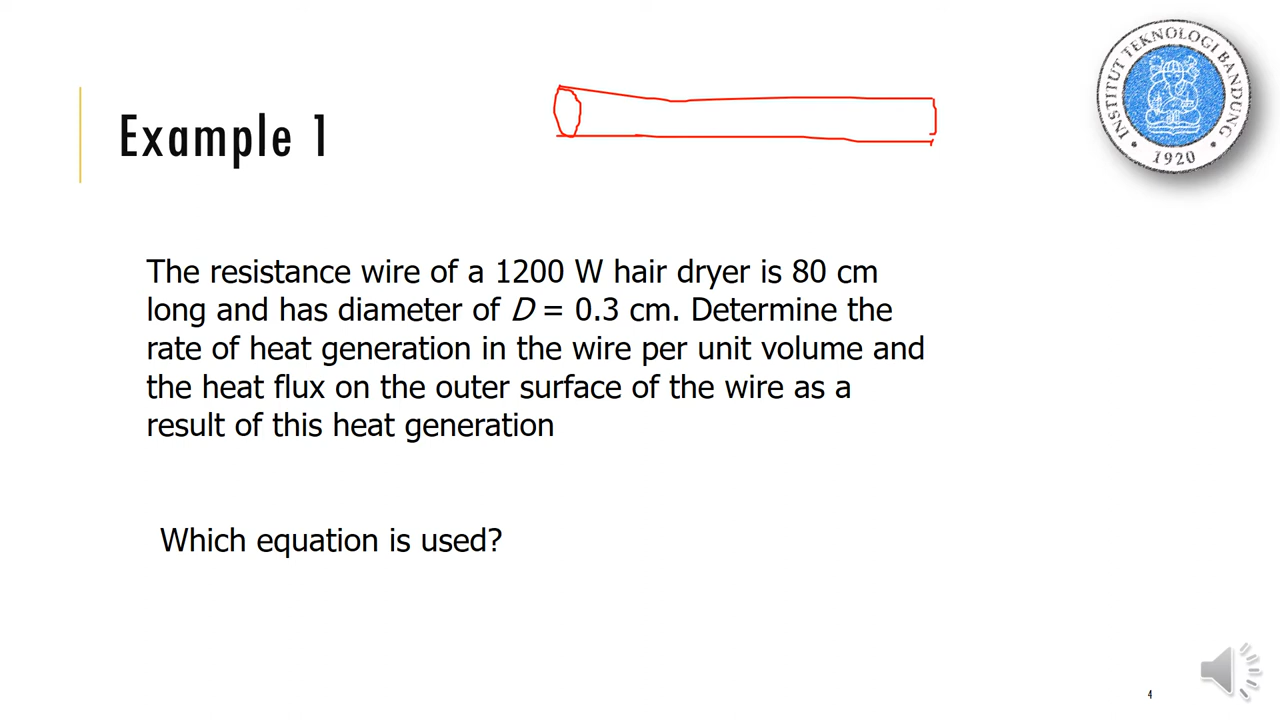 INSTITUT TEKNOLOGI BANDUNG
1920
Example 1
The resistance wire of a 1200 W hair dryer is 80 cm
long and has diameter of D = 0.3 cm. Determine the
rate of heat generation in the wire per unit volume and
the heat flux on the outer surface of the wire as a
result of this heat generation
Which equation is used?
4